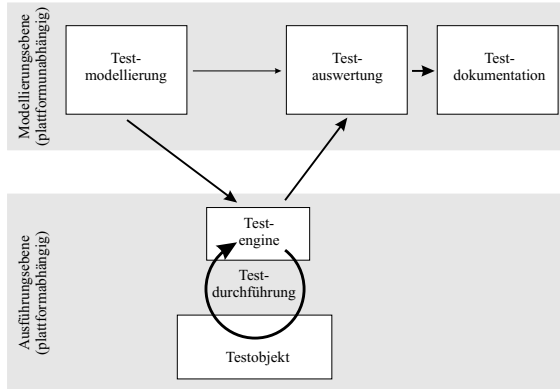 Modellierungsebene
(plattformunabhängig)
Test-
modellierung
Test-
auswertung
Test-
dokumentation
Ausführungsebene
(plattformabhängig)
Test-
engine
Test-
durchführung
Testobjekt